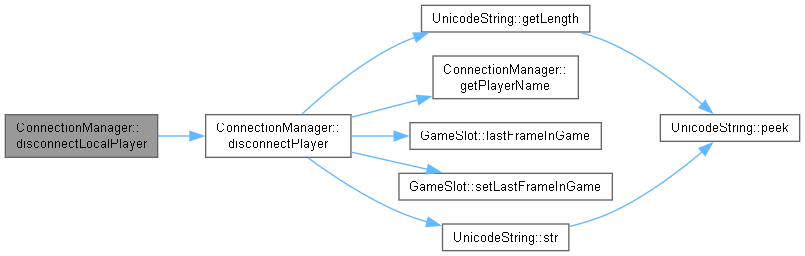 ConnectionManager::
disconnectLocalPlayer
ConnectionManager::
disconnectPlayer
UnicodeString::getLength
ConnectionManager::
getPlayerName
GameSlot::lastFrameInGame
GameSlot::setLastFrameInGame
UnicodeString::str
UnicodeString::peek